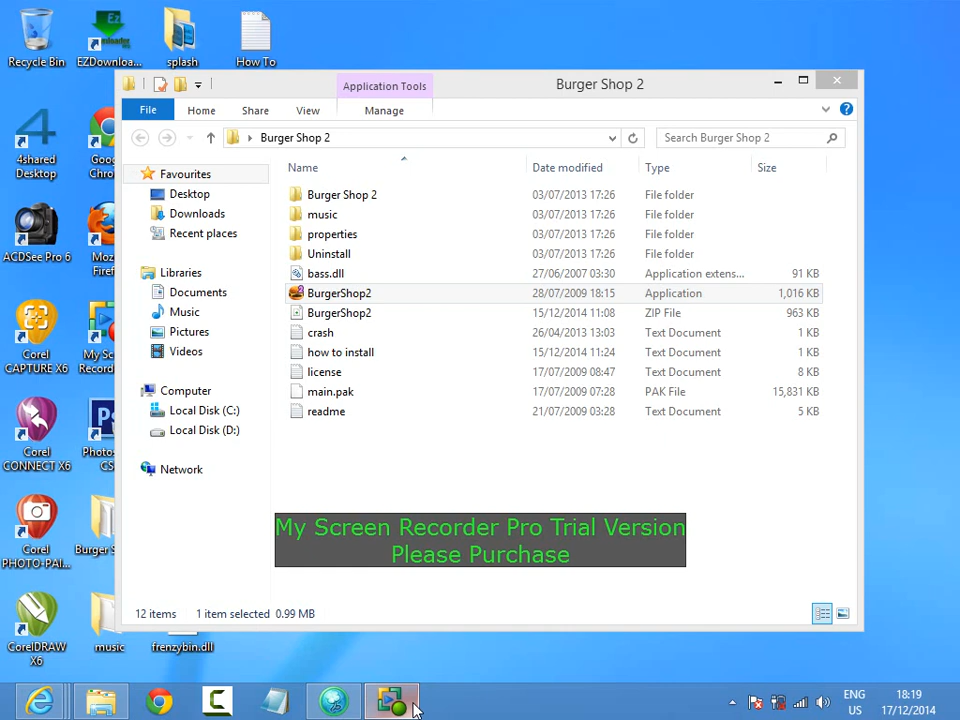 Recycle Bin
EZDownloa...
splash
How To
4shared
Desktop
Goo
Chro
ACDSee Pro 6
Moz
Firef
Corel
CAPTURE X6
My Sc
Record
Corel
CONNECT X6
Photos
CS
Corel
PHOTO-PAI...
Burger S
CorelDRAW
X6
music
frenzybin.dll
Application Tools
Burger Shop 2
File
Home
Share
View
Manage
Burger Shop 2
Search Burger Shop 2
Favourites
Desktop
Downloads
Recent places
Libraries
Documents
Music
Pictures
Videos
Computer
Local Disk (C:)
Local Disk (D:)
Network
Name Date modified Type Size
Burger Shop 2 03/07/2013 17:26 File folder
music 03/07/2013 17:26 File folder
properties 03/07/2013 17:26 File folder
Uninstall 03/07/2013 17:26 File folder
bass.dll 27/06/2007 03:30 Application extens... 91 KB
BurgerShop2 28/07/2009 18:15 Application 1,016 KB
BurgerShop2 15/12/2014 11:08 ZIP File 963 KB
crash 26/04/2013 13:03 Text Document 1 KB
how to install 15/12/2014 11:24 Text Document 1 KB
license 17/07/2009 08:47 Text Document 8 KB
main.pak 17/07/2009 07:28 PAK File 15,831 KB
readme 21/07/2009 03:28 Text Document 5 KB
My Screen Recorder Pro Trial Version
Please Purchase
12 items 1 item selected 0.99 MB
ENG
US
18:19
17/12/2014